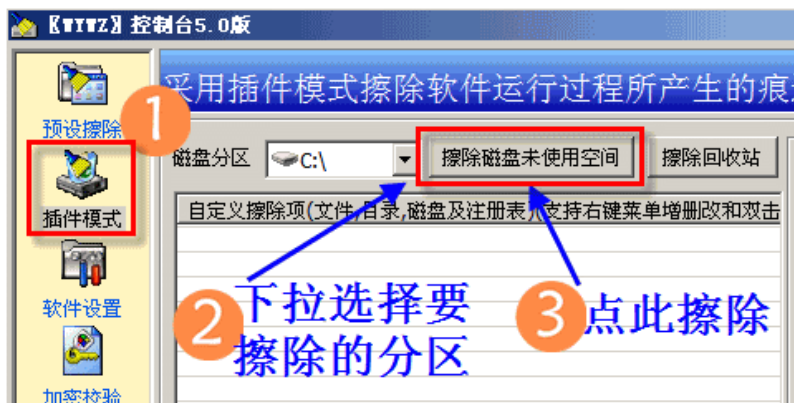 〖WYWZ〗控制台5.0版
采用插件模式擦除软件运行过程所产生的痕
1
预设擦除
磁盘分区
C:\
擦除磁盘未使用空间
擦除回收站
插件模式
自定义擦除项(文件,目录,磁盘及注册表)(支持右键菜单增删改和双击
软件设置
2
下拉选择要
擦除的分区
3
点此擦除
加密校验